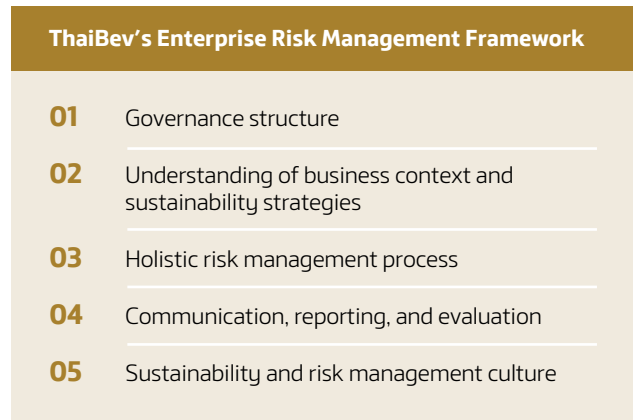 ThaiBev's Enterprise Risk Management Framework
01 Governance structure
02 Understanding of business context and
sustainability strategies
03 Holistic risk management process
04 Communication, reporting, and evaluation
05 Sustainability and risk management culture